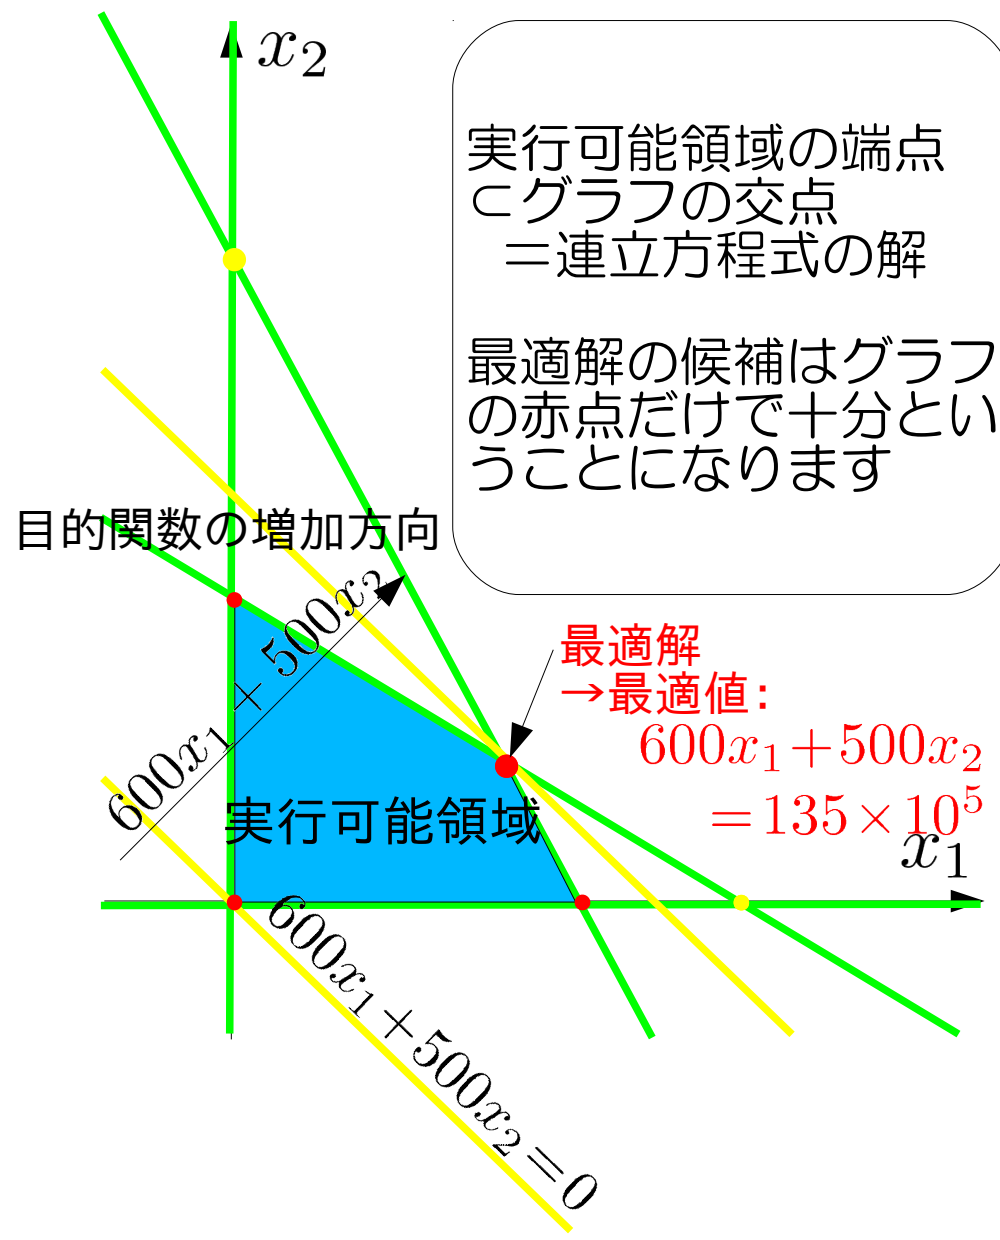 x₂
実行可能領域の端点
⊂グラフの交点
＝連立方程式の解
最適解の候補はグラフ
の赤点だけで十分とい
うことになります
目的関数の増加方向
600x₁+500x₂
最適解
→最適値:
600x₁+500x₂
=135×10⁵
x₁
実行可能領域
600x₁+500x₂=0